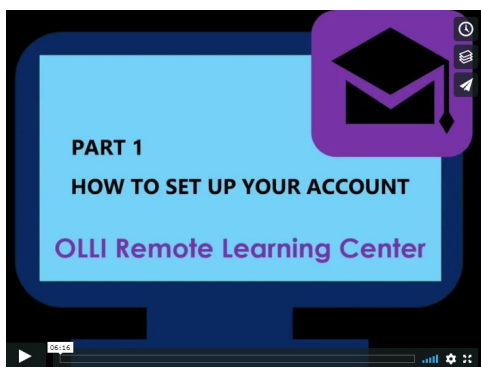 PART 1
HOW TO SET UP YOUR ACCOUNT
OLLI Remote Learning Center
06:16